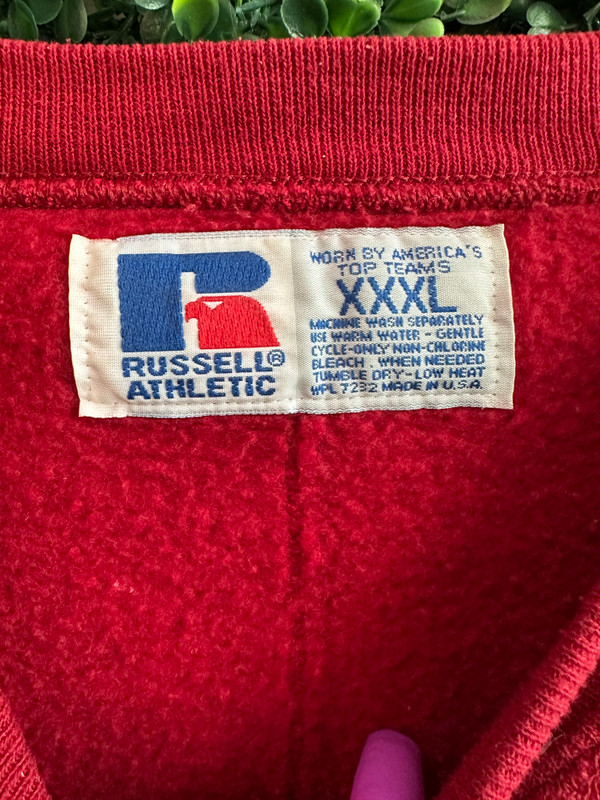 RUSSELL®
ATHLETIC
WORN BY AMERICA'S
TOP TEAMS
XXXL
MACHINE WASH SEPARATELY
USE WARM WATER - GENTLE
CYCLE-ONLY NON-CHLORINE
BLEACH - WHEN NEEDED
TUMBLE DRY - LOW HEAT
WPL 7232 MADE IN U.S.A.